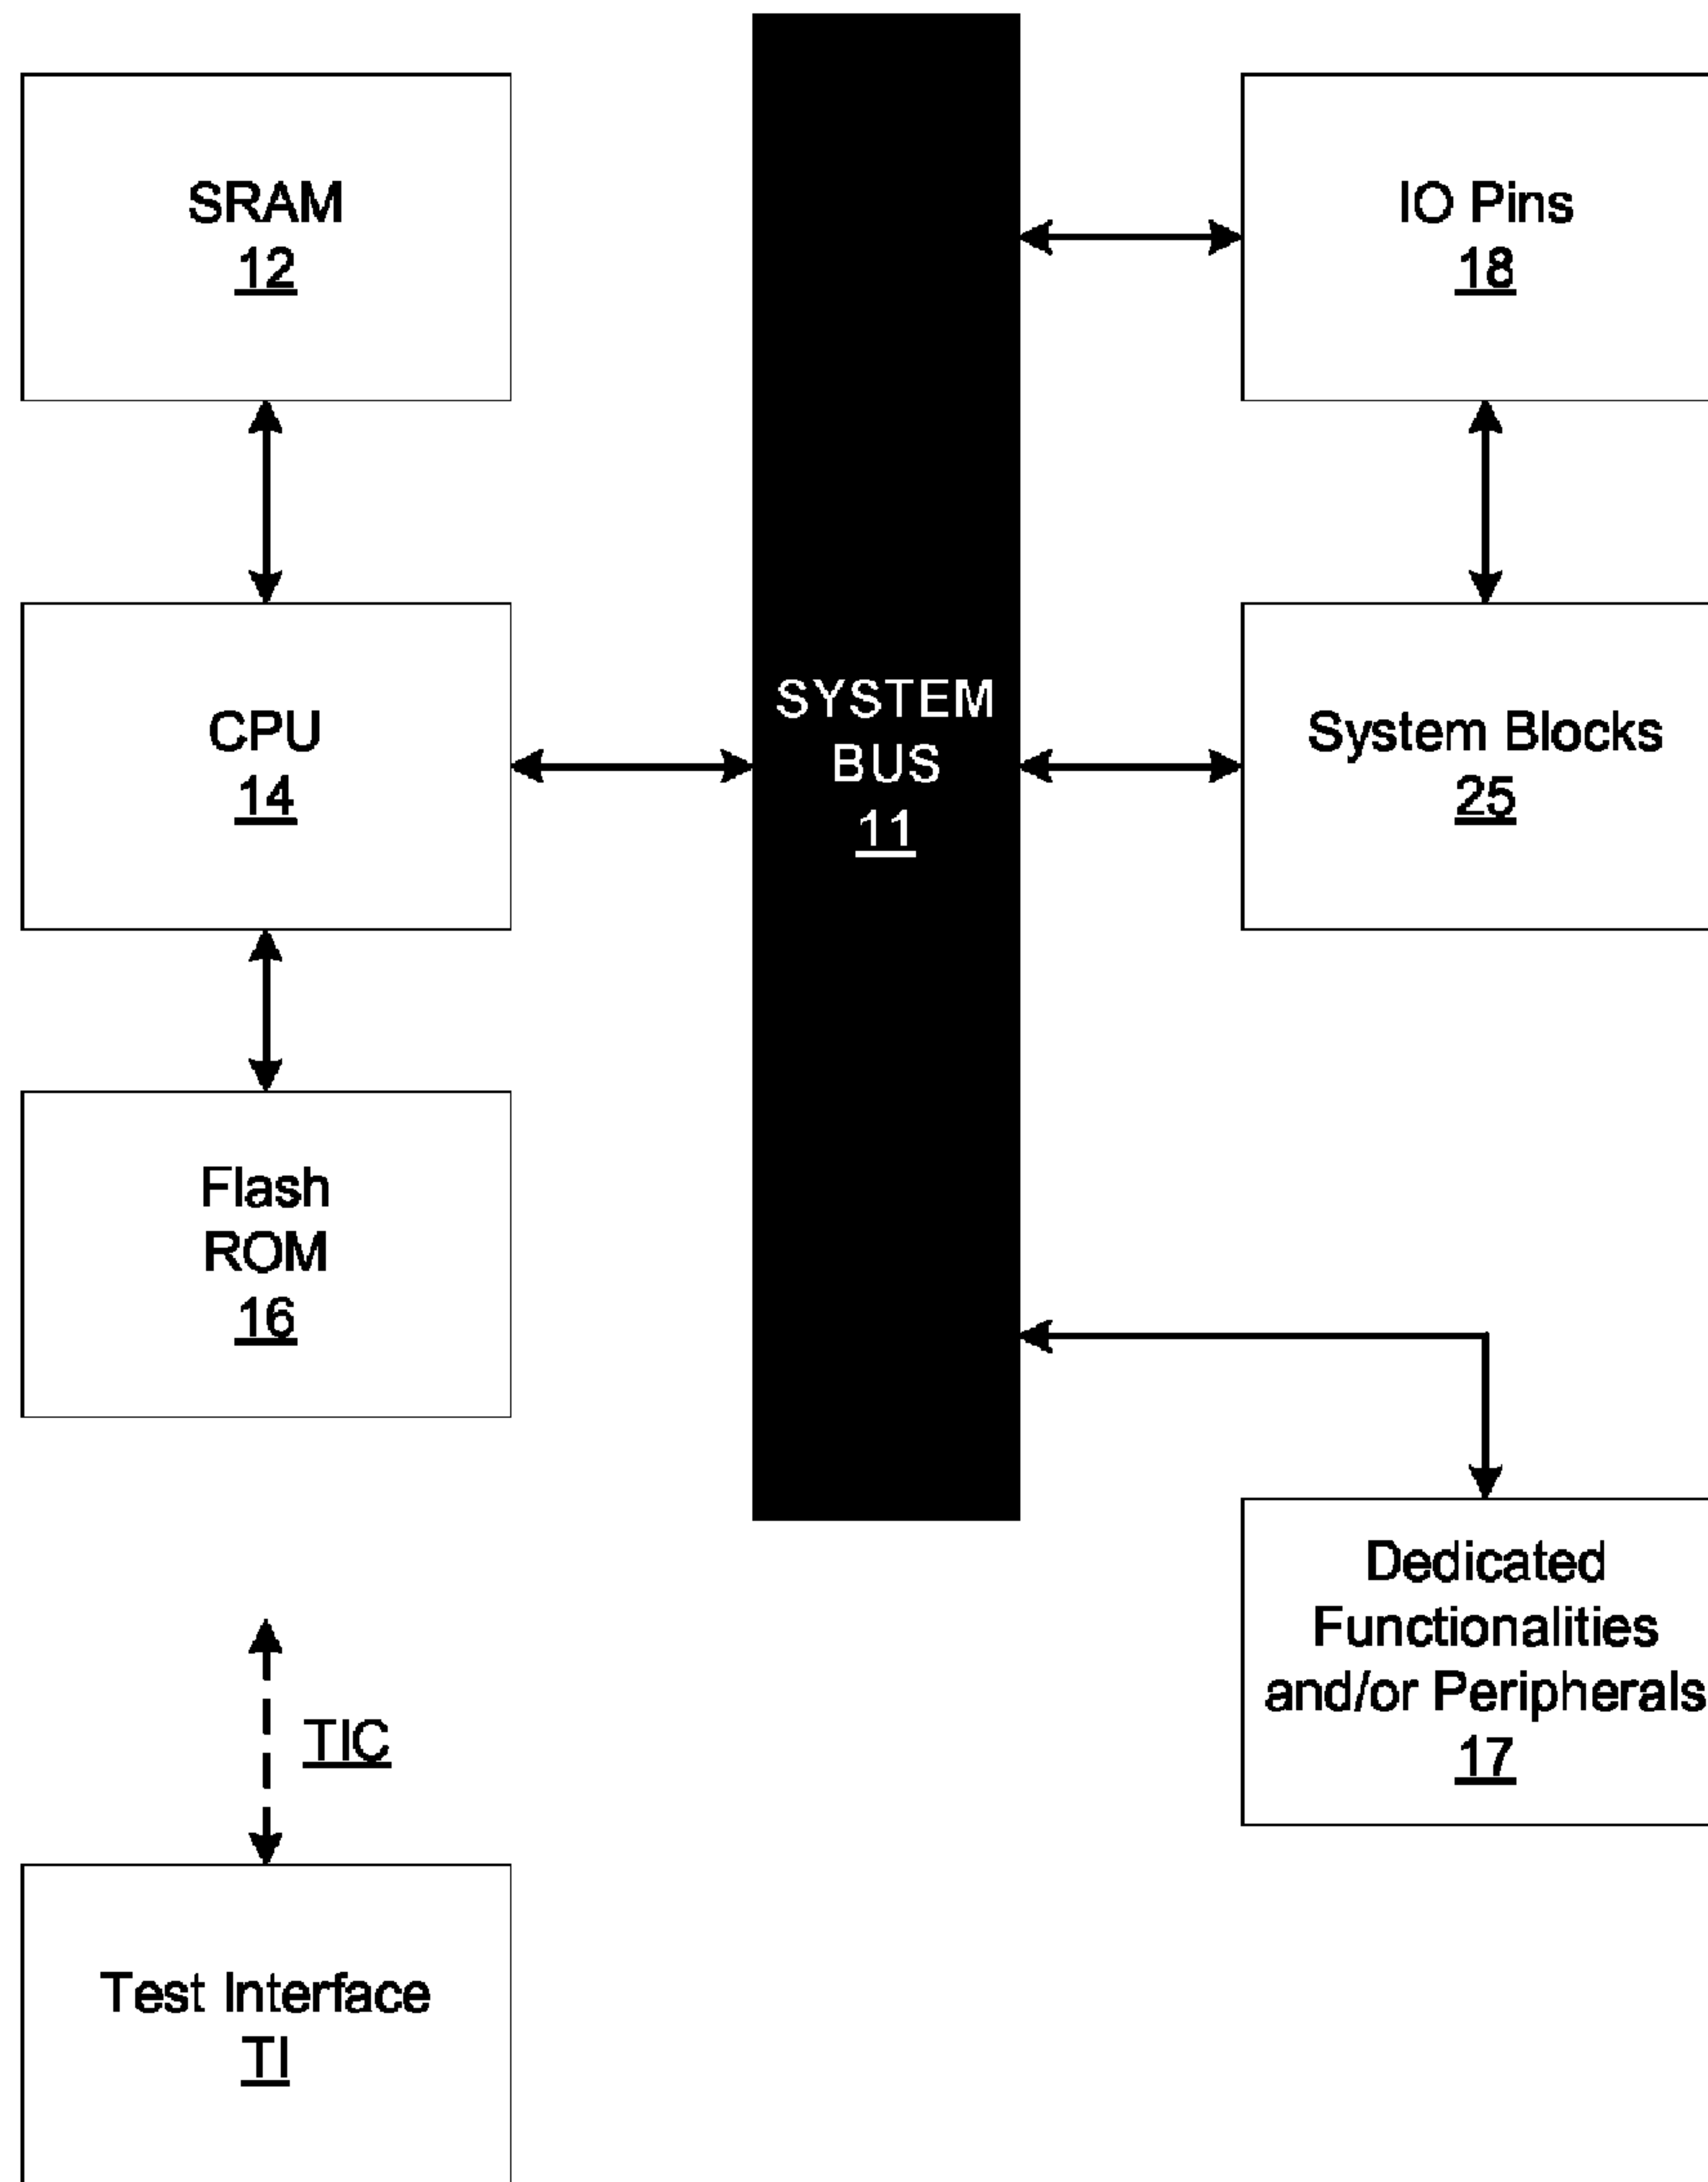 SRAM
12
CPU
14
Flash
ROM
16
TIC
Test Interface
TI
SYSTEM
BUS
11
IO Pins
18
System Blocks
25
Dedicated
Functionalities
and/or Peripherals
17